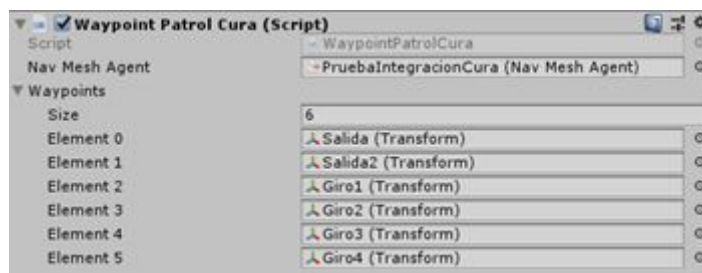 Waypoint Patrol Cura (Script)
Script WaypointPatrolCura
Nav Mesh Agent PruebaIntegracionCura (Nav Mesh Agent)
Waypoints
Size 6
Element 0 Salida (Transform)
Element 1 Salida2 (Transform)
Element 2 Giro1 (Transform)
Element 3 Giro2 (Transform)
Element 4 Giro3 (Transform)
Element 5 Giro4 (Transform)